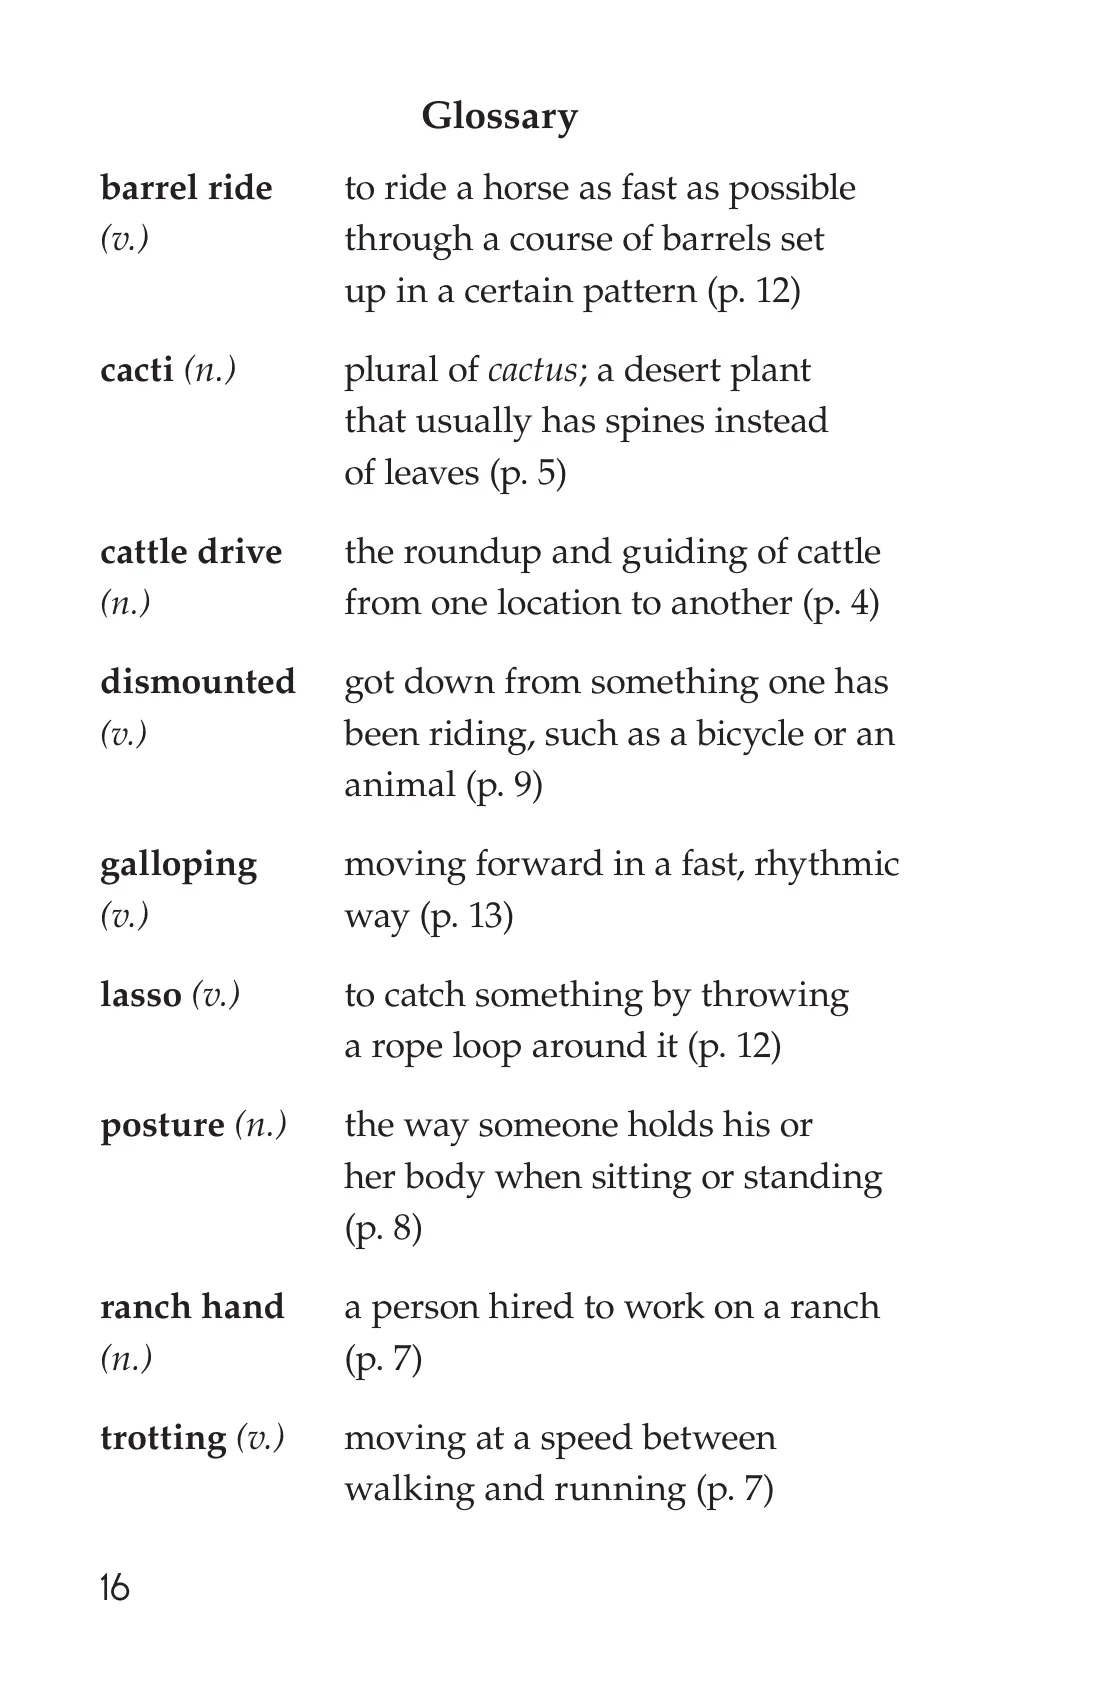 Glossary
barrel ride to ride a horse as fast as possible
(v.) through a course of barrels set
up in a certain pattern (p. 12)
cacti (n.) plural of cactus; a desert plant
that usually has spines instead
of leaves (p. 5)
cattle drive the roundup and guiding of cattle
(n.) from one location to another (p. 4)
dismounted got down from something one has
(v.) been riding, such as a bicycle or an
animal (p. 9)
galloping moving forward in a fast, rhythmic
(v.) way (p. 13)
lasso (v.) to catch something by throwing
a rope loop around it (p. 12)
posture (n.) the way someone holds his or
her body when sitting or standing
(p. 8)
ranch hand a person hired to work on a ranch
(n.) (p. 7)
trotting (v.) moving at a speed between
walking and running (p. 7)
16